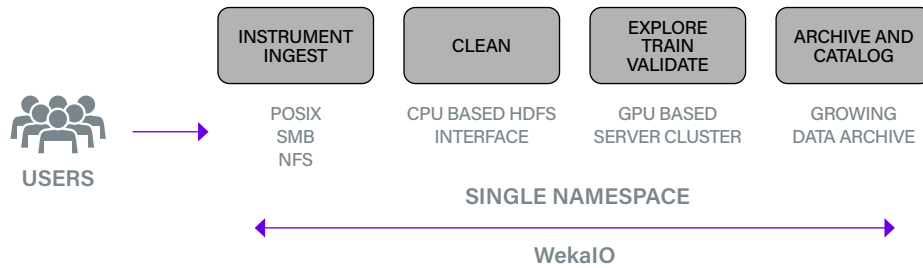 INSTRUMENT
INGEST
CLEAN
EXPLORE
TRAIN
VALIDATE
ARCHIVE AND
CATALOG
POSIX
SMB
NFS
CPU BASED HDFS
INTERFACE
GPU BASED
SERVER CLUSTER
GROWING
DATA ARCHIVE
USERS
SINGLE NAMESPACE
WekaIO